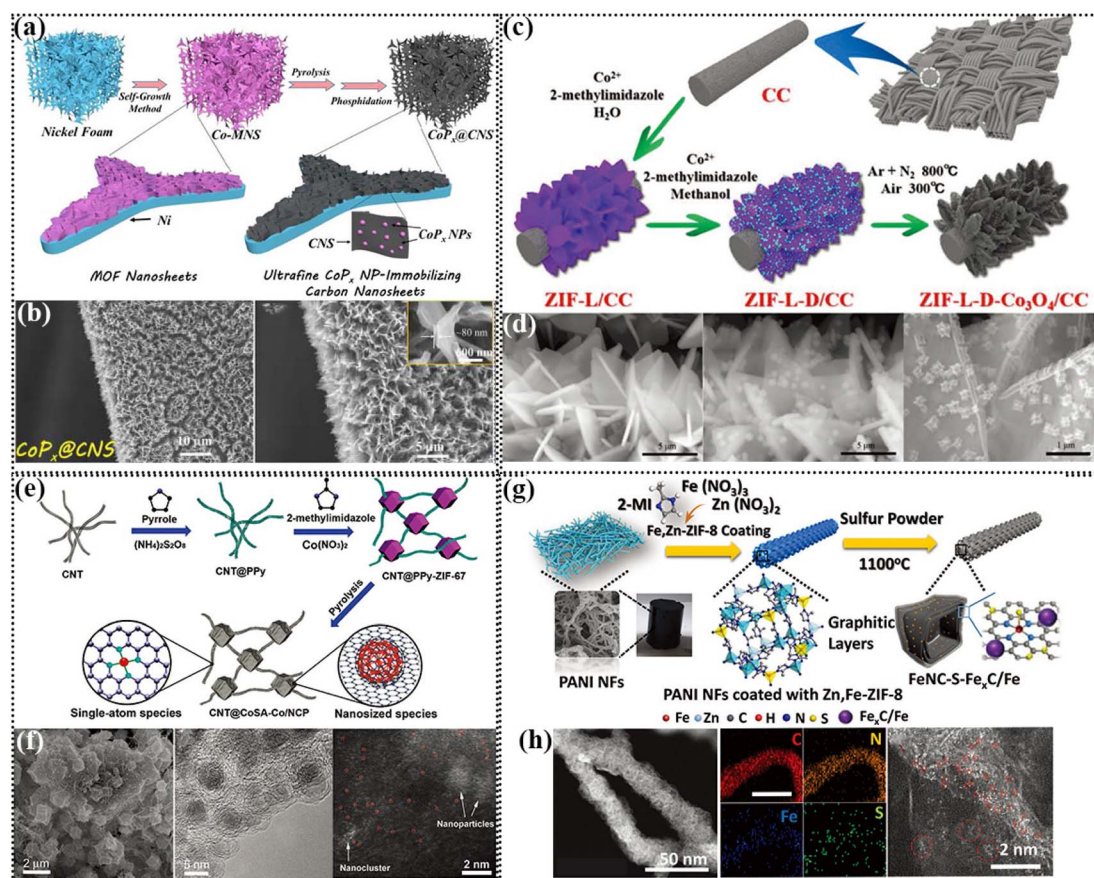 (a)
Nickel Foam
Self-Growth
Method
Co-MNS
Pyrolysis
Phosphidation
CoPₓ@CNS
Ni
CNS
CoPₓ NPs
MOF Nanosheets
Ultrafine CoPₓ NP-Immobilizing
Carbon Nanosheets
(b)
CoPₓ@CNS
10 μm
~80 nm
5 μm
(c)
Co²⁺
2-methylimidazole
H₂O
CC
Co²⁺
2-methylimidazole
Methanol
Ar + N₂ 800℃
Air 300℃
ZIF-L/CC
ZIF-L-D/CC
ZIF-L-D-Co₃O₄/CC
(d)
5 μm
5 μm
1 μm
(e)
CNT
Pyrrole
(NH4)₂S₂O₈
CNT@PPy
2-methylimidazole
Co(NO₃)₂
CNT@PPy-ZIF-67
Pyrolysis
Single-atom species
CNT@CoSA-Co/NCP
Nanosized species
(f)
2 μm
5 nm
Nanoparticles
Nanocluster
2 nm
(g)
2-MI
Fe (NO₃)₃
Zn (NO₃)₂
Fe,Zn-ZIF-8 Coating
Sulfur Powder
1100ºC
PANI NFs
Graphitic
Layers
PANI NFs coated with Zn,Fe-ZIF-8
FeNC-S-FeₓC/Fe
Fe Zn C H N S FeₓC/Fe
(h)
50 nm
C
N
Fe
S
2 nm